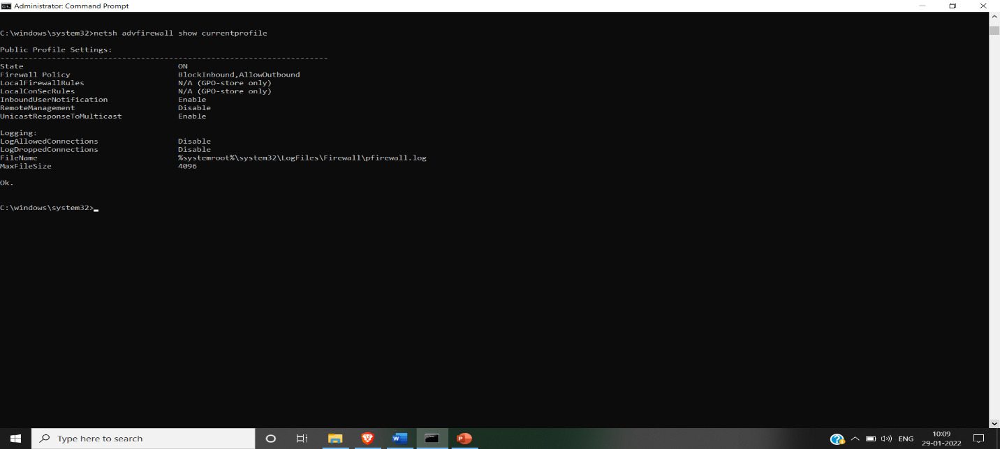 Administrator: Command Prompt
C:\windows\system32>netsh advfirewall show currentprofile
Public Profile Settings:
----------------------------------------------------------------------
State ON
Firewall Policy BlockInbound,AllowOutbound
LocalFirewallRules N/A (GPO-store only)
LocalConSecRules N/A (GPO-store only)
InboundUserNotification Enable
RemoteManagement Disable
UnicastResponseToMulticast Enable
Logging:
LogAllowedConnections Disable
LogDroppedConnections Disable
FileName %systemroot%\system32\LogFiles\Firewall\pfirewall.log
MaxFileSize 4096
Ok.
C:\windows\system32>
Type here to search
ENG
10:09
29-01-2022